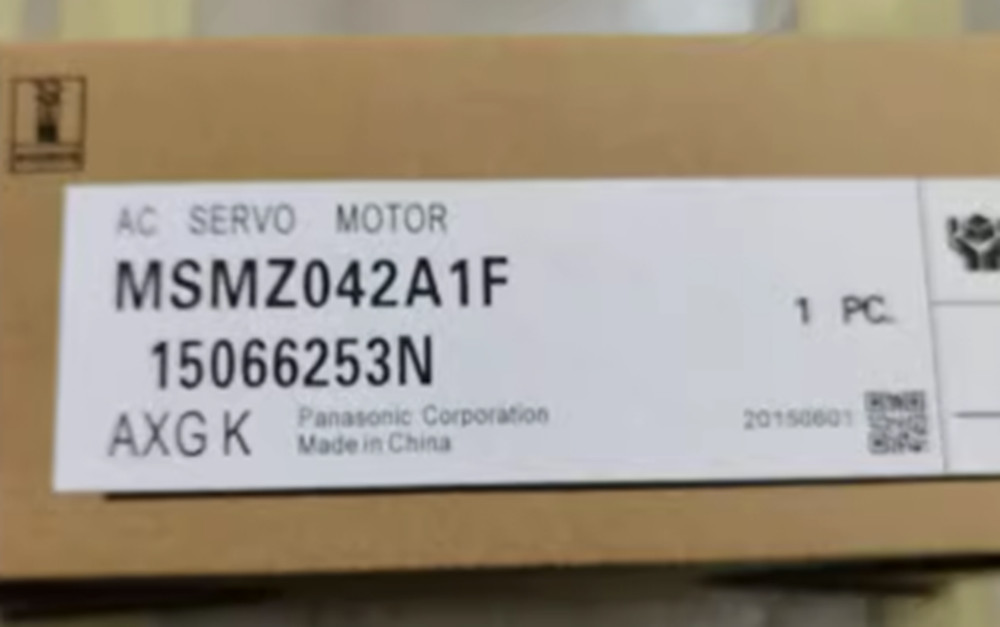 AC SERVO MOTOR
MSMZ042A1F
1 PC.
15066253N
AXG K
Panasonic Corporation
Made in China
20150601